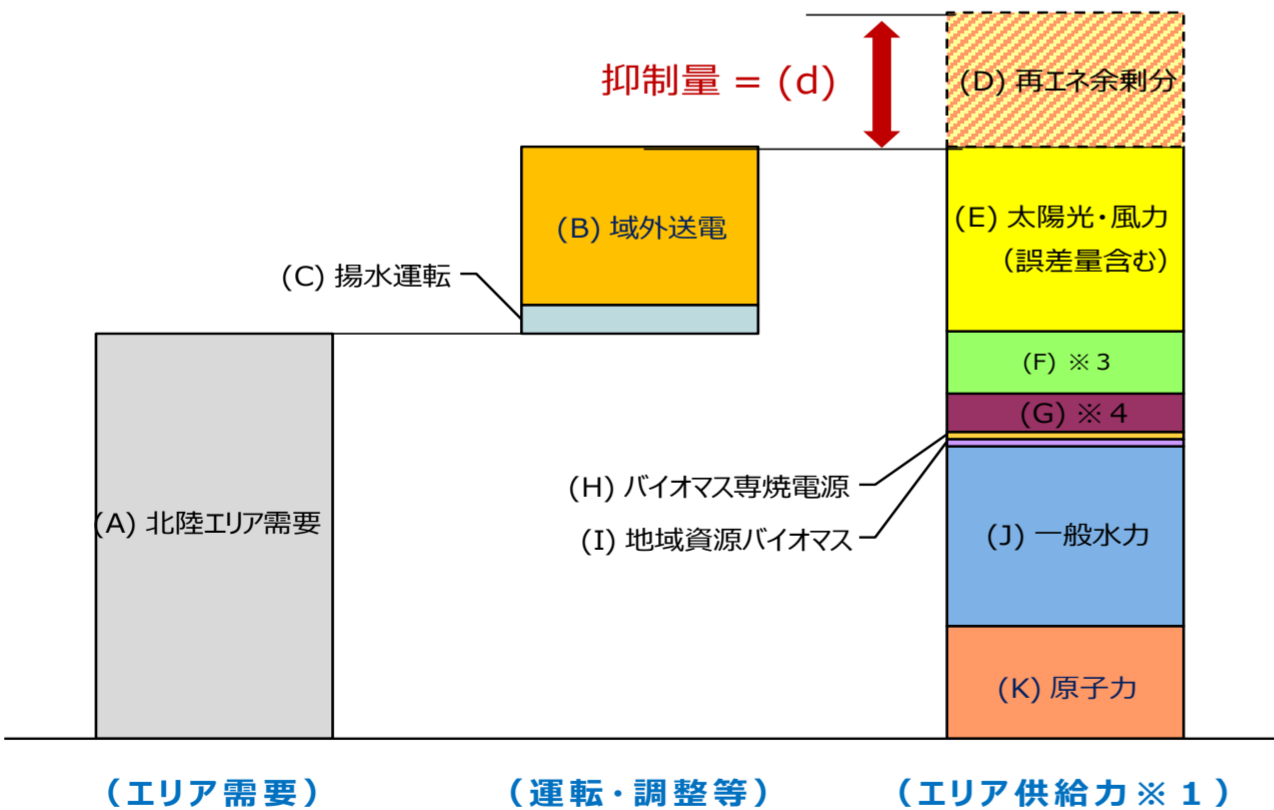 抑制量 = (d)
(D) 再エネ余剰分
(B) 域外送電
(E) 太陽光・風力
(誤差量含む)
(C) 揚水運転
(F) ※３
(G) ※４
(H) バイオマス専焼電源
(I) 地域資源バイオマス
(A) 北陸エリア需要
(J) 一般水力
(K) 原子力
(エリア需要)
(運転・調整等)
(エリア供給力※１)